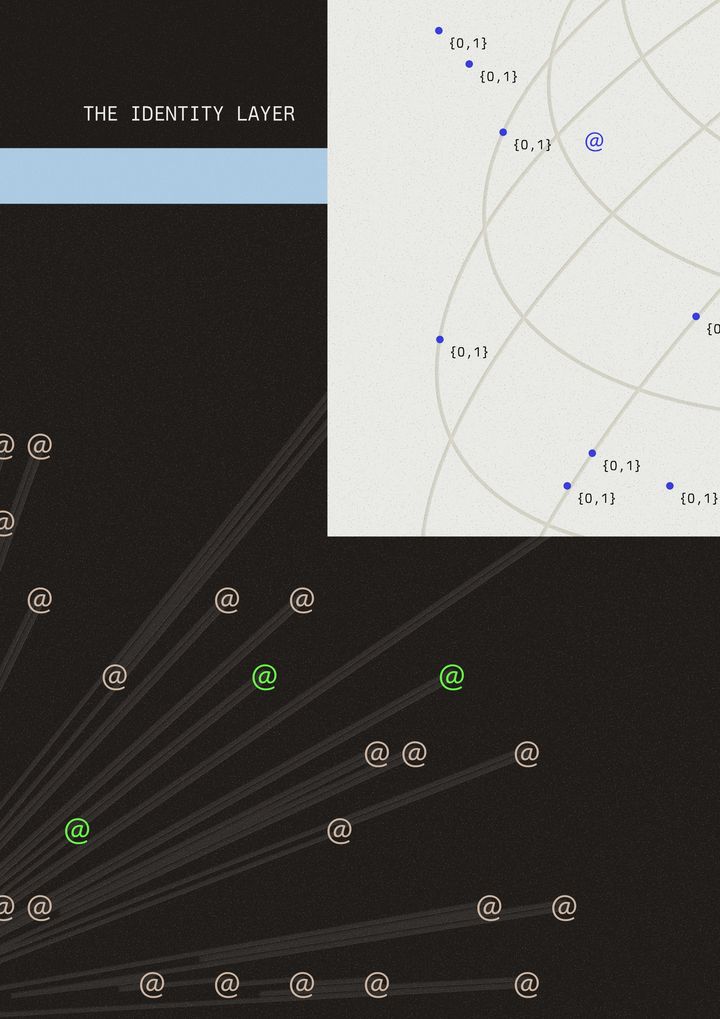 THE IDENTITY LAYER
{0,1}
{0,1}
{0,1} @
{0,1}
{0,1}
{0,1} {0,1}
@ @
@
@ @ @
@ @ @
@ @ @
@ @
@ @ @ @
@ @ @ @ @